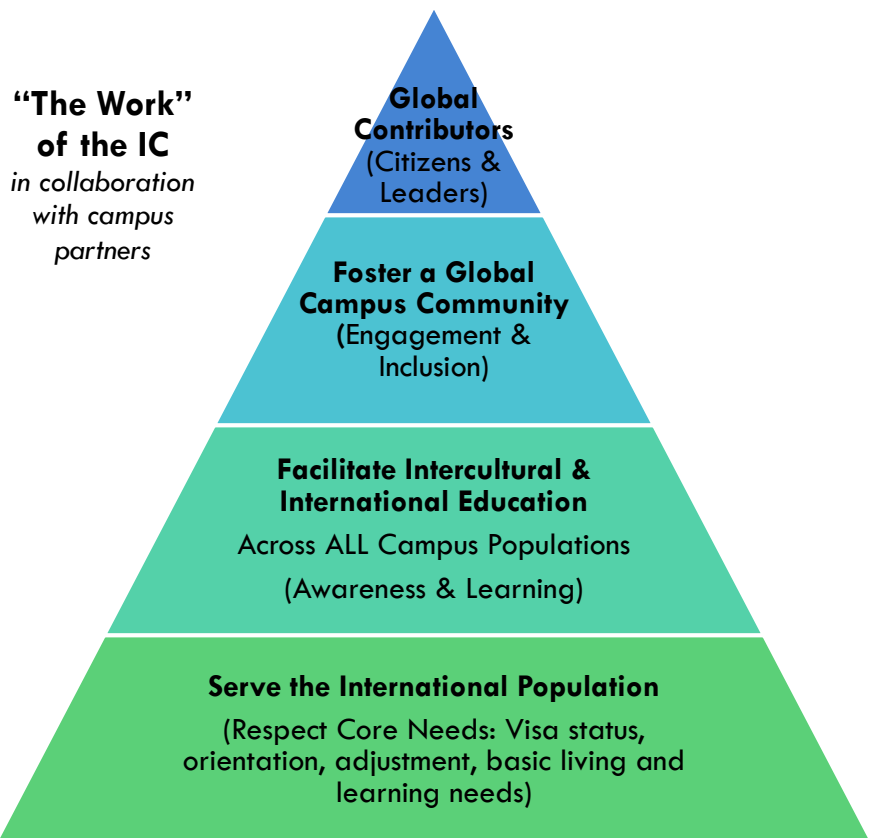 “The Work”
of the IC
in collaboration
with campus
partners
Global
Contributors
(Citizens &
Leaders)
Foster a Global
Campus Community
(Engagement &
Inclusion)
Facilitate Intercultural &
International Education
Across ALL Campus Populations
(Awareness & Learning)
Serve the International Population
(Respect Core Needs: Visa status,
orientation, adjustment, basic living and
learning needs)